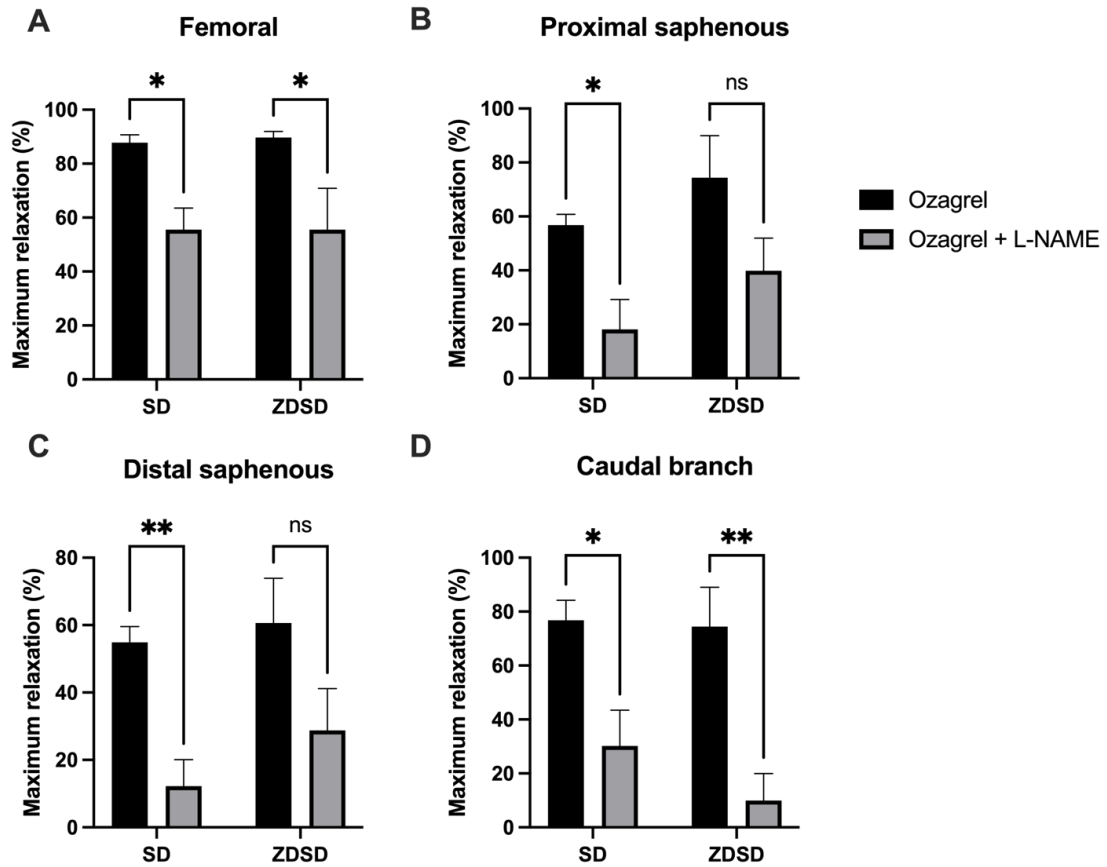 A
Femoral
Maximum relaxation (%)
100
80
60
40
20
0
*
*
SD
ZDSD
B
Proximal saphenous
Maximum relaxation (%)
100
80
60
40
20
0
*
ns
SD
ZDSD
Ozagrel
Ozagrel + L-NAME
C
Distal saphenous
Maximum relaxation (%)
80
60
40
20
0
**
ns
SD
ZDSD
D
Caudal branch
Maximum relaxation (%)
100
80
60
40
20
0
*
**
SD
ZDSD